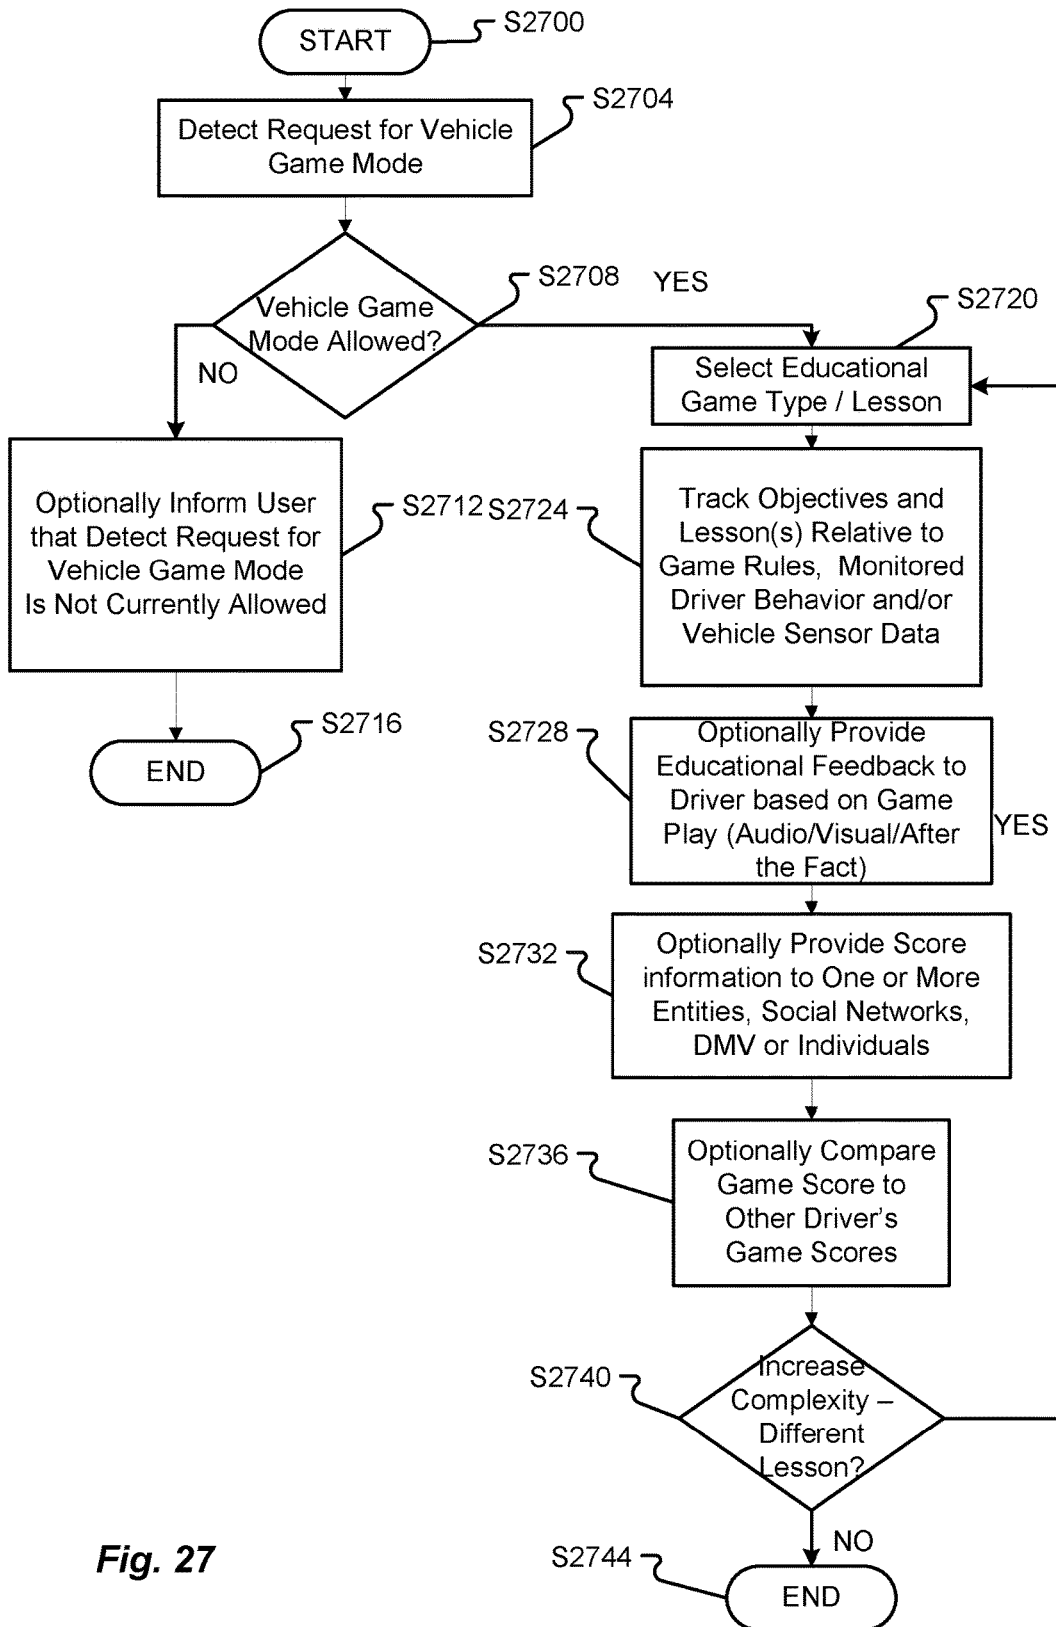 START
S2700
Detect Request for Vehicle
Game Mode
S2704
Vehicle Game
Mode Allowed?
S2708
YES
NO
S2720
Select Educational
Game Type / Lesson
Optionally Inform User
that Detect Request for
Vehicle Game Mode
Is Not Currently Allowed
S2712
S2724
Track Objectives and
Lesson(s) Relative to
Game Rules, Monitored
Driver Behavior and/or
Vehicle Sensor Data
S2716
END
S2728
Optionally Provide
Educational Feedback to
Driver based on Game
Play (Audio/Visual/After
the Fact)
YES
S2732
Optionally Provide Score
information to One or More
Entities, Social Networks,
DMV or Individuals
S2736
Optionally Compare
Game Score to
Other Driver's
Game Scores
S2740
Increase
Complexity –
Different
Lesson?
NO
S2744
END
Fig. 27